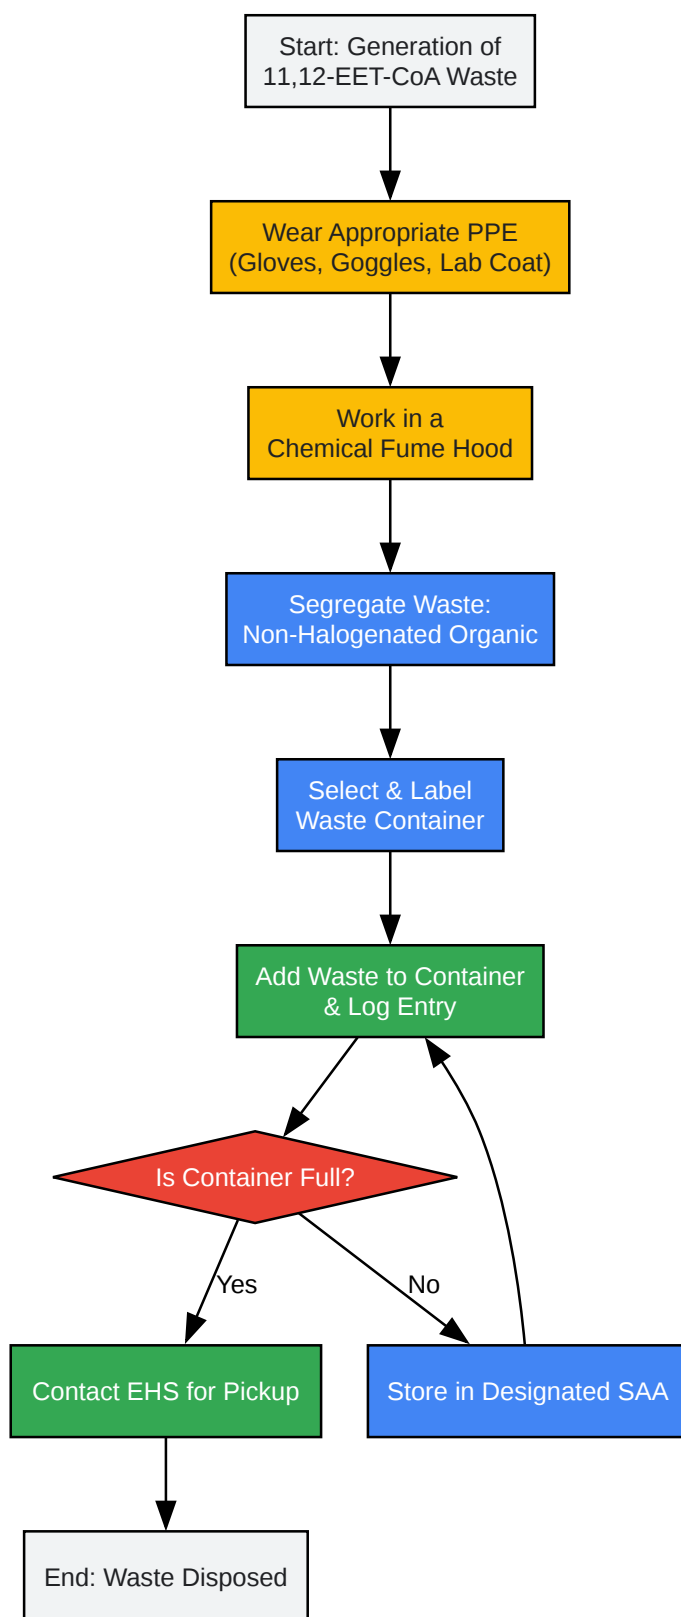 Start: Generation of
11,12-EET-CoA Waste
Wear Appropriate PPE
(Gloves, Goggles, Lab Coat)
Work in a
Chemical Fume Hood
Segregate Waste:
Non-Halogenated Organic
Select & Label
Waste Container
Add Waste to Container
& Log Entry
Is Container Full?
Yes
No
Contact EHS for Pickup
Store in Designated SAA
End: Waste Disposed